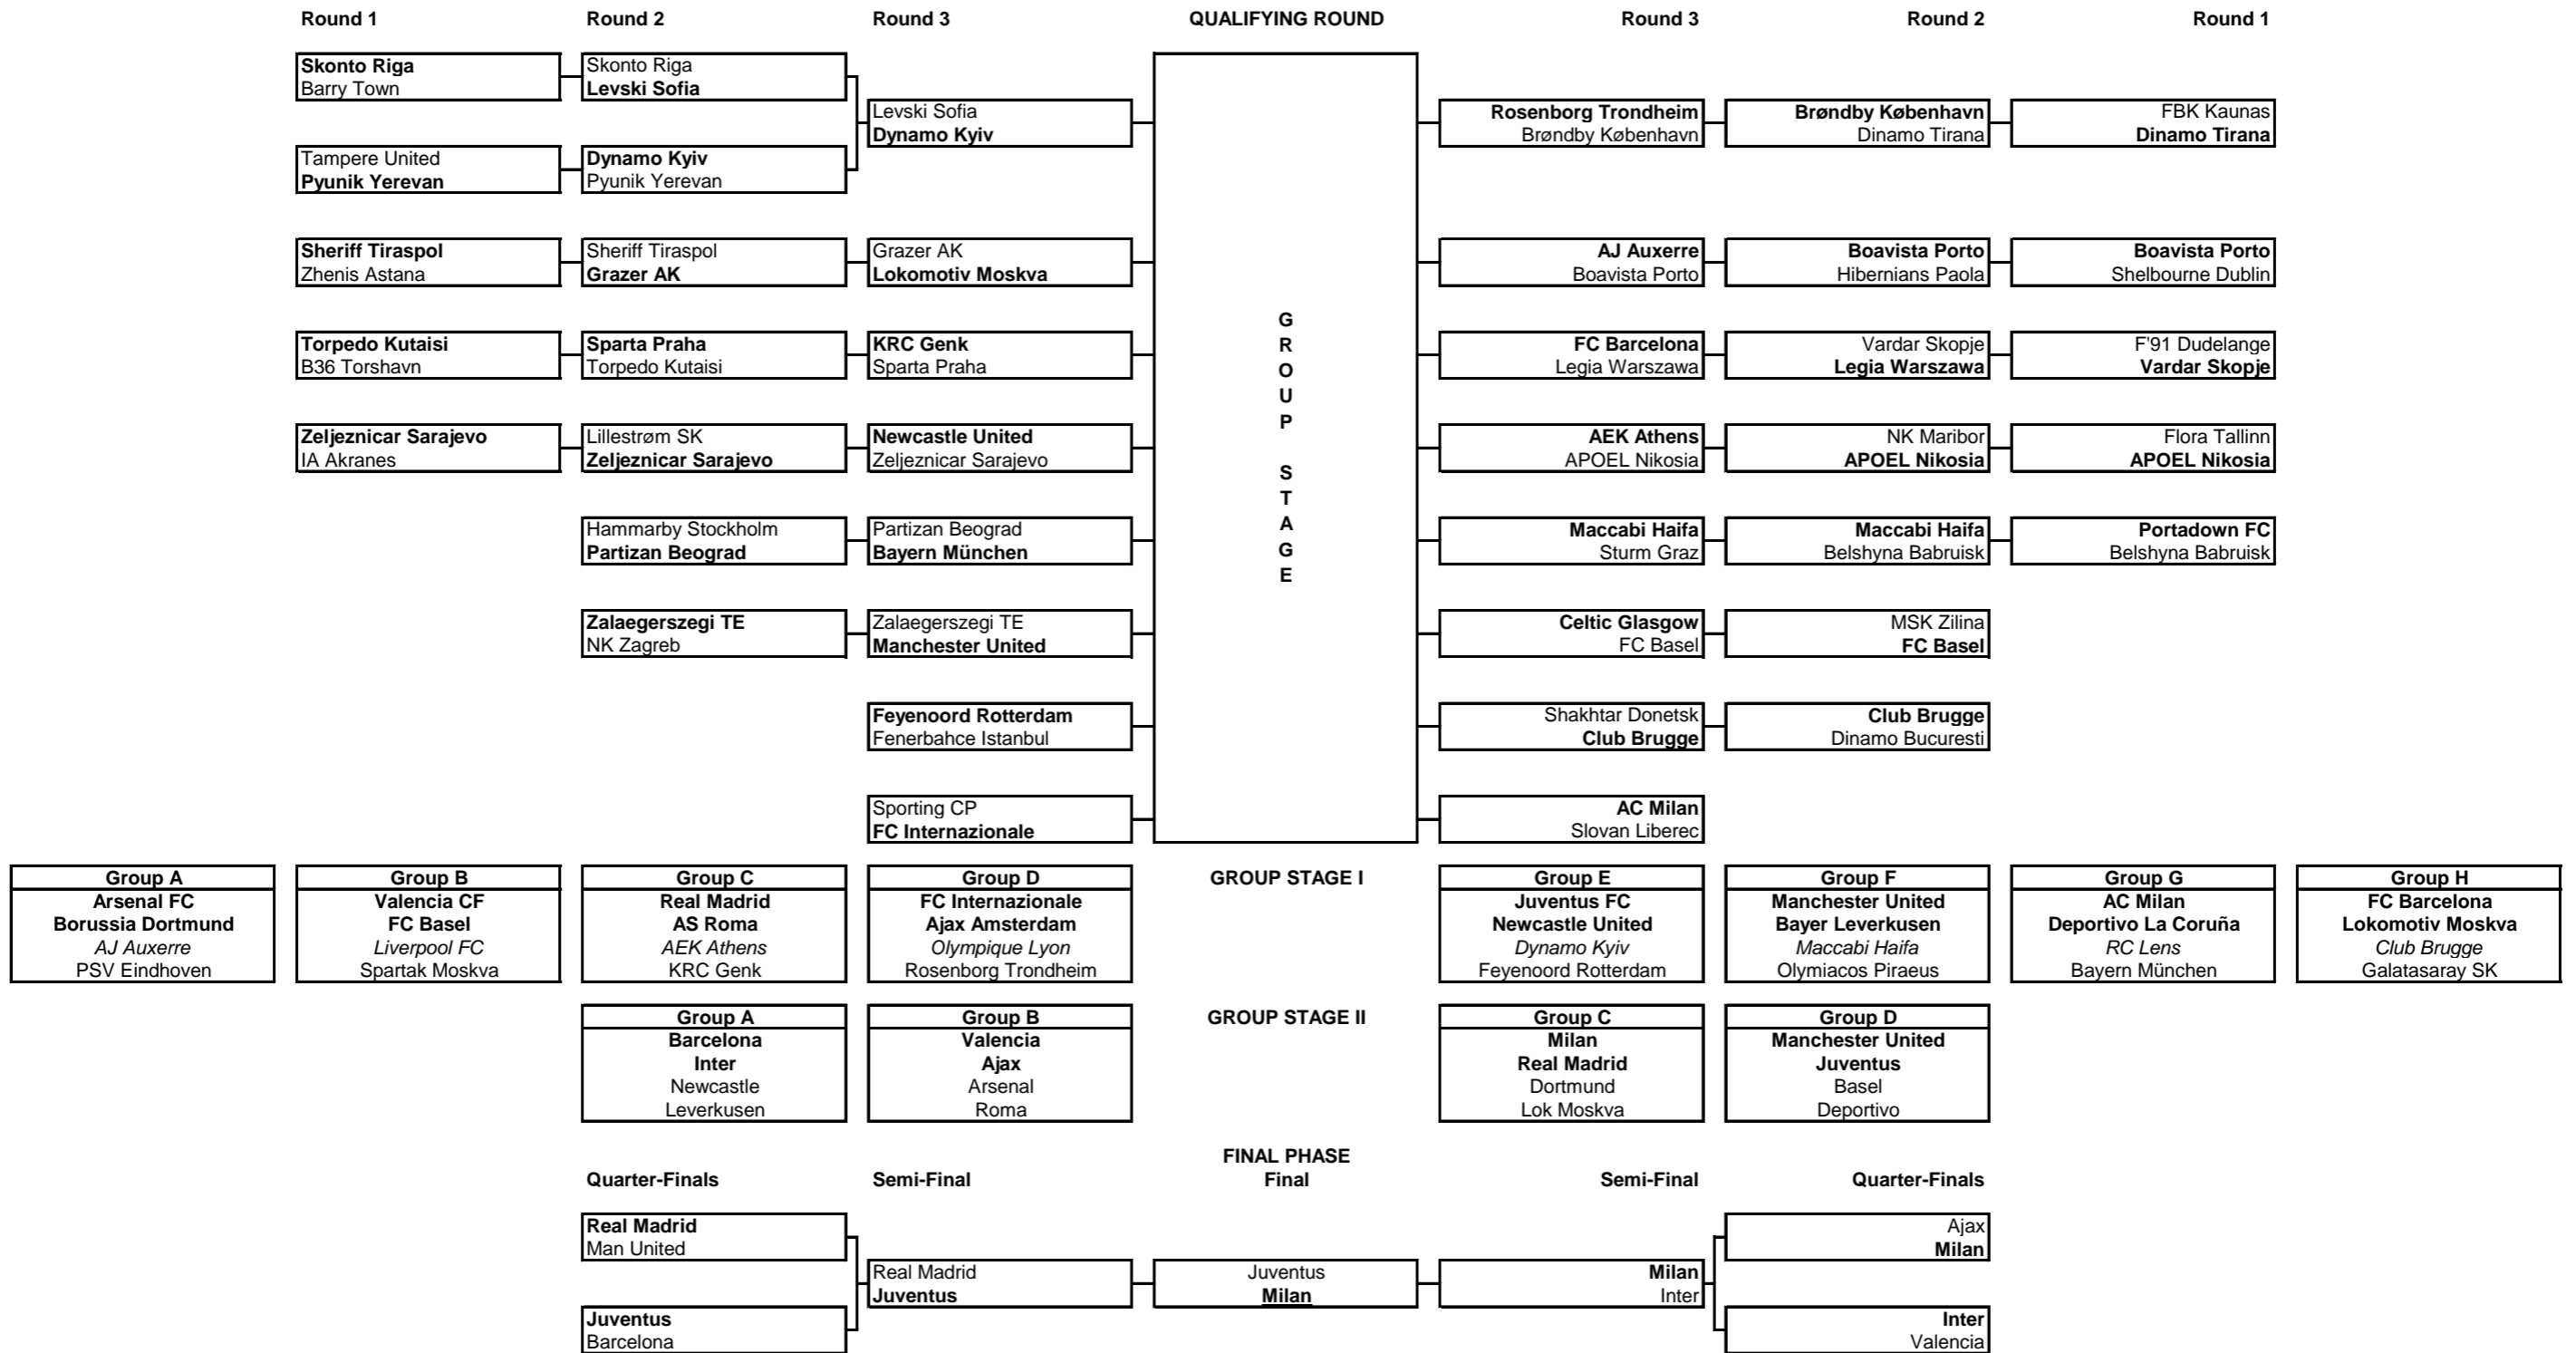 Round 1
Round 2
Round 3
QUALIFYING ROUND
Round 3
Round 2
Round 1
Skonto Riga
Barry Town
Skonto Riga
Levski Sofia
Levski Sofia
Dynamo Kyiv
Rosenborg Trondheim
Brøndby København
Brøndby København
Dinamo Tirana
FBK Kaunas
Dinamo Tirana
Tampere United
Pyunik Yerevan
Dynamo Kyiv
Pyunik Yerevan
Sheriff Tiraspol
Zhenis Astana
Sheriff Tiraspol
Grazer AK
Grazer AK
Lokomotiv Moskva
AJ Auxerre
Boavista Porto
Boavista Porto
Hibernians Paola
Boavista Porto
Shelbourne Dublin
Torpedo Kutaisi
B36 Torshavn
Sparta Praha
Torpedo Kutaisi
KRC Genk
Sparta Praha
GROUP STAGE
FC Barcelona
Legia Warszawa
Vardar Skopje
Legia Warszawa
F'91 Dudelange
Vardar Skopje
Zeljeznicar Sarajevo
IA Akranes
Lillestrøm SK
Zeljeznicar Sarajevo
Newcastle United
Zeljeznicar Sarajevo
AEK Athens
APOEL Nikosia
NK Maribor
APOEL Nikosia
Flora Tallinn
APOEL Nikosia
Hammarby Stockholm
Partizan Beograd
Partizan Beograd
Bayern München
Maccabi Haifa
Sturm Graz
Maccabi Haifa
Belshyna Babruisk
Portadown FC
Belshyna Babruisk
Zalaegerszegi TE
NK Zagreb
Zalaegerszegi TE
Manchester United
Celtic Glasgow
FC Basel
MSK Zilina
FC Basel
Feyenoord Rotterdam
Fenerbahce Istanbul
Shakhtar Donetsk
Club Brugge
Club Brugge
Dinamo Bucuresti
Sporting CP
FC Internazionale
AC Milan
Slovan Liberec
Group A
Arsenal FC
Borussia Dortmund
AJ Auxerre
PSV Eindhoven
Group B
Valencia CF
FC Basel
Liverpool FC
Spartak Moskva
Group C
Real Madrid
AS Roma
AEK Athens
KRC Genk
Group D
FC Internazionale
Ajax Amsterdam
Olympique Lyon
Rosenborg Trondheim
GROUP STAGE I
Group E
Juventus FC
Newcastle United
Dynamo Kyiv
Feyenoord Rotterdam
Group F
Manchester United
Bayer Leverkusen
Maccabi Haifa
Olymiacos Piraeus
Group G
AC Milan
Deportivo La Coruña
RC Lens
Bayern München
Group H
FC Barcelona
Lokomotiv Moskva
Club Brugge
Galatasaray SK
Group A
Barcelona
Inter
Newcastle
Leverkusen
Group B
Valencia
Ajax
Arsenal
Roma
GROUP STAGE II
Group C
Milan
Real Madrid
Dortmund
Lok Moskva
Group D
Manchester United
Juventus
Basel
Deportivo
FINAL PHASE
Quarter-Finals
Semi-Final
Final
Semi-Final
Quarter-Finals
Real Madrid
Man United
Ajax
Milan
Real Madrid
Juventus
Juventus
Milan
Milan
Inter
Juventus
Barcelona
Inter
Valencia